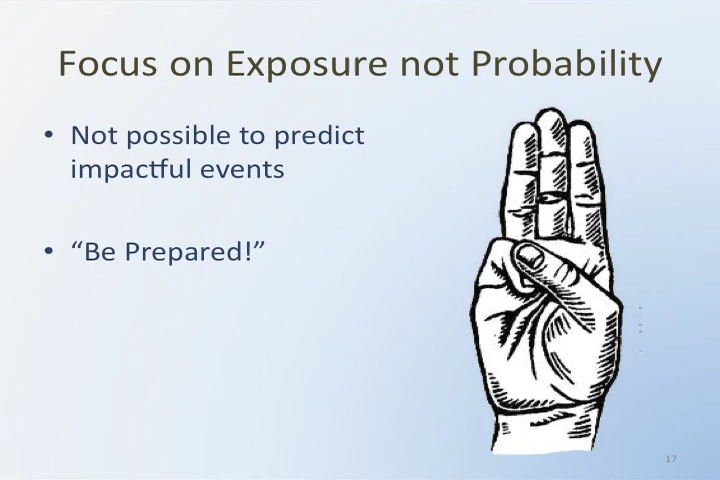 Focus on Exposure not Probability
• Not possible to predict
impactful events
• “Be Prepared!”
17